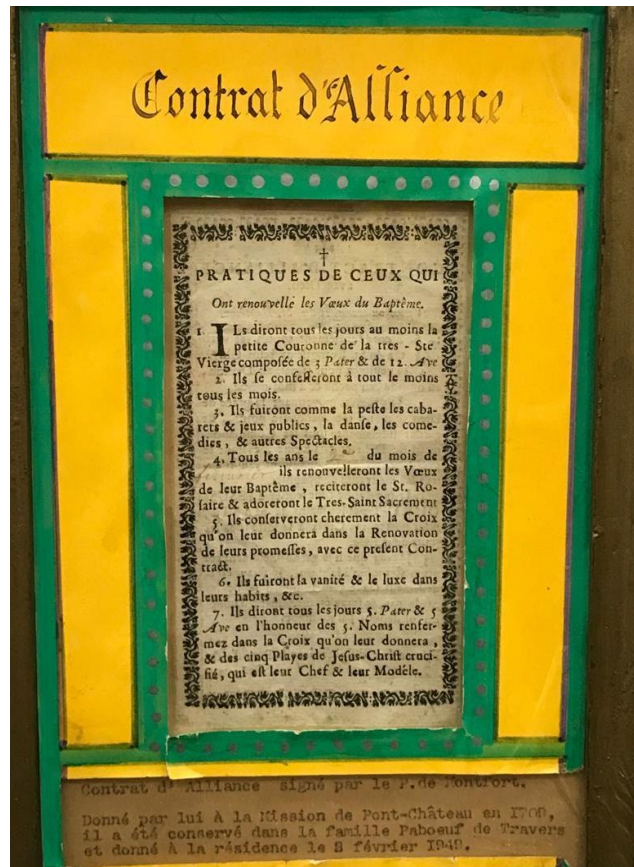 Contrat d'Alliance
†
PRATIQUES DE CEUX QUI
Ont renouvellé les Vœux du Baptême.
1. ILs diront tous les jours au moins la
petite Couronne de la tres - Ste
Vierge composée de 3 Pater & de 12. Ave
2. Ils se confesseront à tout le moins
tous les mois.
3. Ils fuiront comme la peste les caba-
rets & jeux publics, la danse, les come-
dies, & autres Spectacles.
4. Tous les ans le du mois de
ils renouvelleront les Vœux
de leur Baptême, reciteront le St. Ro-
saire & adoreront le Tres-Saint Sacrement
5. Ils conserveront cherement la Croix
qu'on leur donnera dans la Renovation
de leurs promesses, avec ce present Con-
tract.
6. Ils fuiront la vanité & le luxe dans
leurs habits, &c.
7. Ils diront tous les jours 5. Pater & 5
Ave en l'honneur des 5. Noms renfer-
mez dans la Croix qu'on leur donnera,
& des cinq Playes de Jesus-Christ cruci-
fié, qui est leur Chef & leur Modèle.
Contrat d'Alliance signé par le P. de Montfort.
Donné par lui à la Mission de Pont-Château en 1709,
il a été conservé dans la famille Paboeuf de Travers
et donné à la résidence le 8 février 1949.